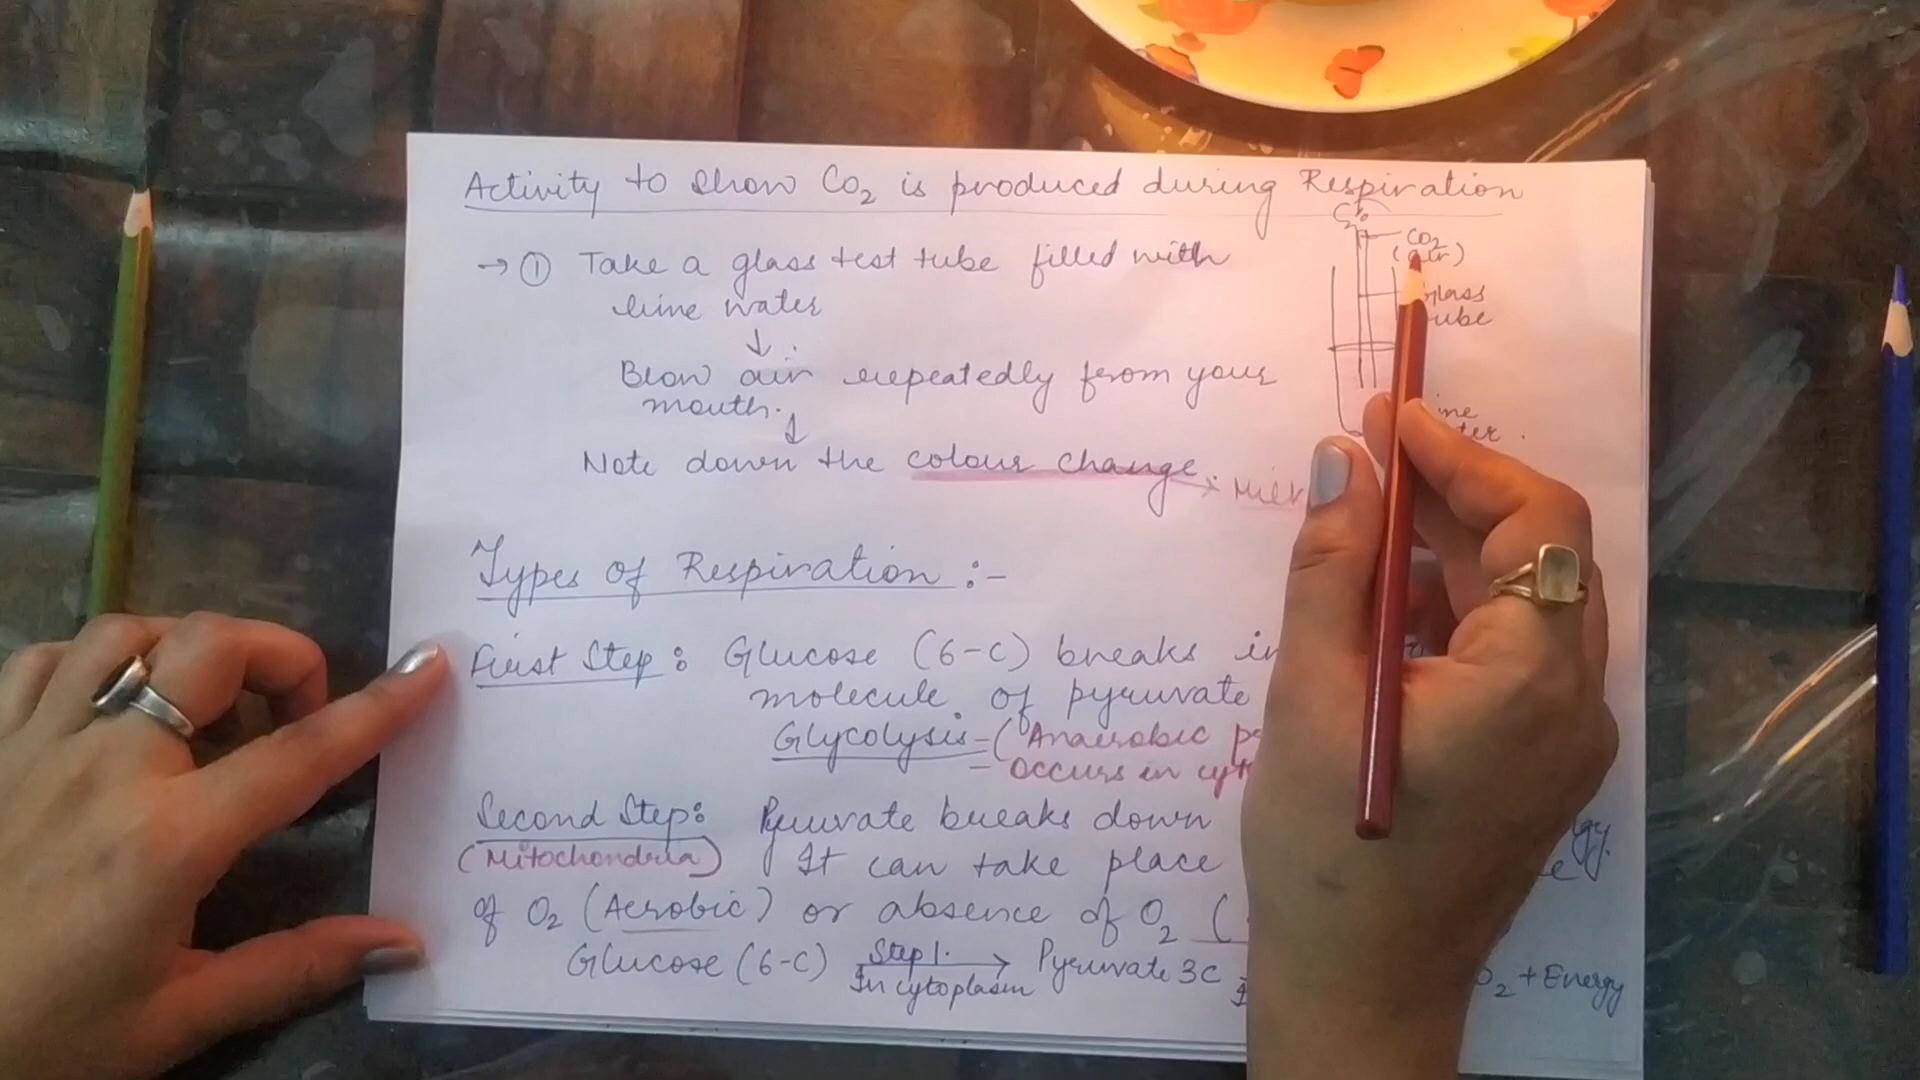 Activity to show CO2 is produced during Respiration
→ ① Take a glass test tube filled with
lime water
↓
Blow air repeatedly from your
mouth.
↓
Note down the colour change.
CO2
CO2
(air)
Types of Respiration :-
First Step : Glucose (6-C) breaks
molecule of pyruvate
Glycolysis = (Anaerobic
- Occurs in
Second Step: Pyruvate breaks down
(Mitochondria) It can take place
of O2 (Aerobic) or absence of O2 (
Glucose (6-C) Step 1. → Pyruvate 3C + Energy
In cytoplasm